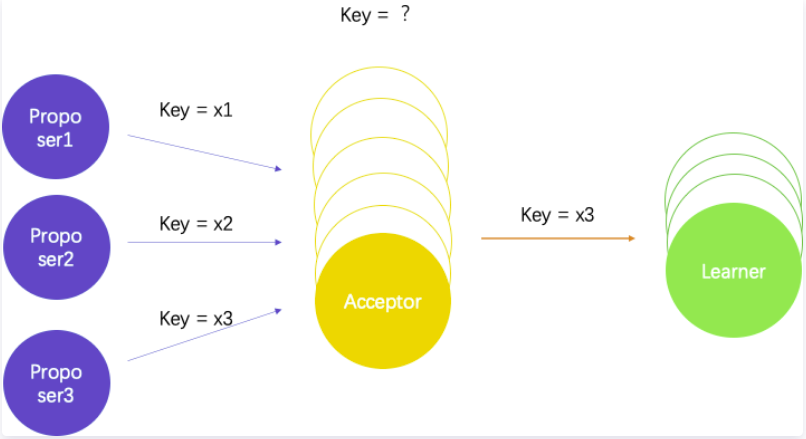 Key = ？
Propo
ser1
Key = x1
Propo
ser2
Key = x2
Key = x3
Propo
ser3
Acceptor
Key = x3
Learner